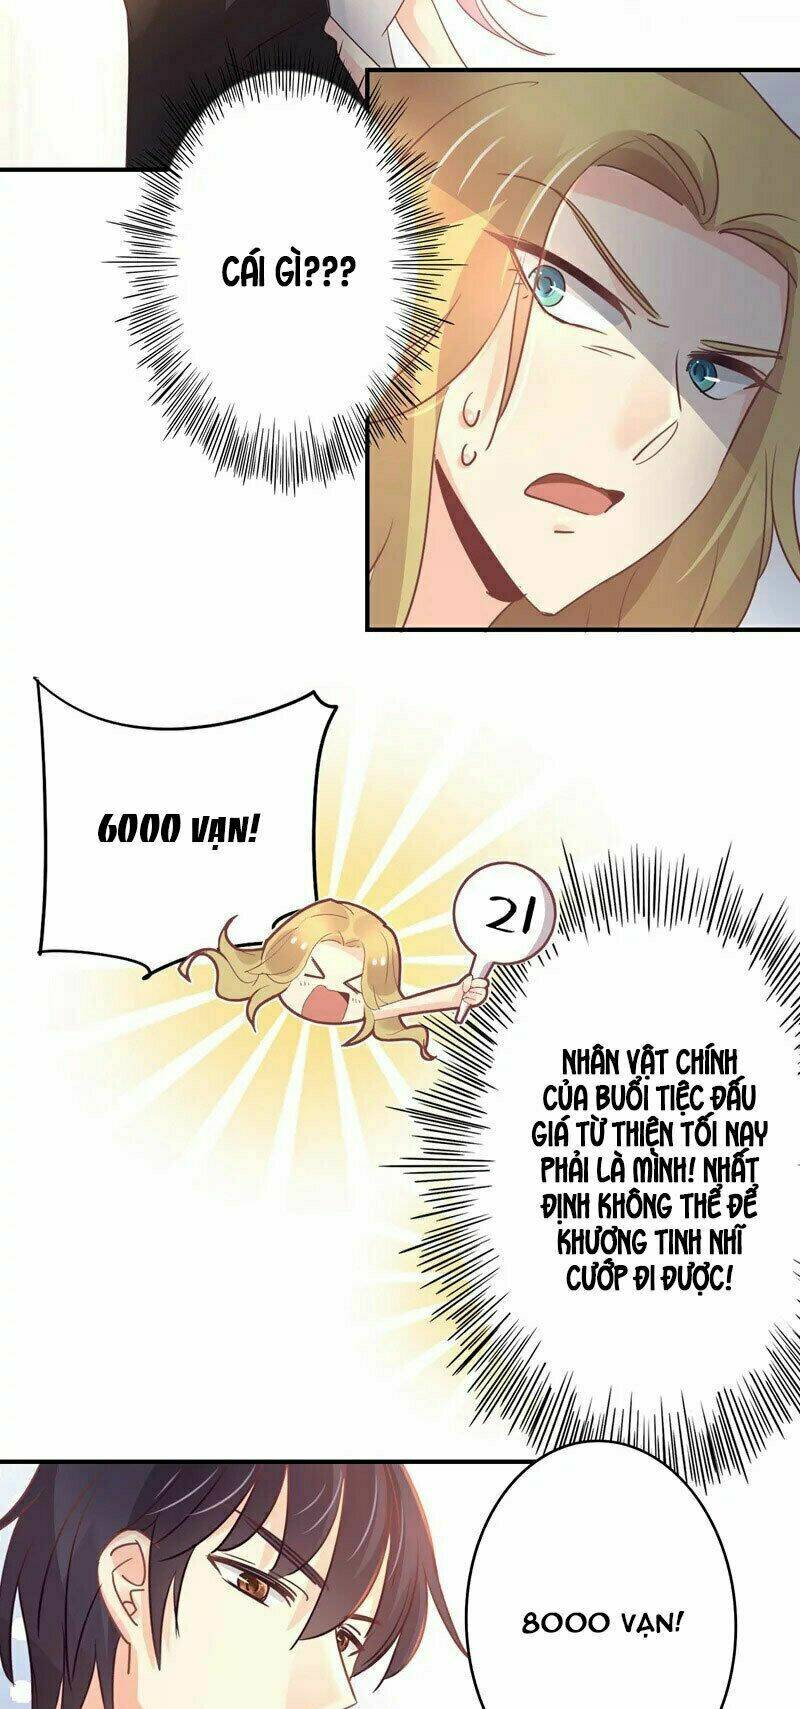 CÁI GÌ???
6000 VẠN!
21
NHÂN VẬT CHÍNH
CỦA BUỔI TIỆC ĐẤU
GIÁ TỪ THIỆN TỐI NAY
PHẢI LÀ MÌNH! NHẤT
ĐỊNH KHÔNG THỂ ĐỂ
KHƯƠNG TINH NHĨ
CƯỚP ĐI ĐƯỢC!
8000 VẠN!